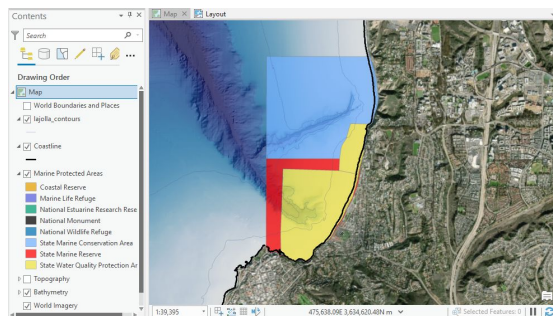 Contents
Map
Layout
Search
Drawing Order
Map
World Boundaries and Places
lajolla_contours
Coastline
Marine Protected Areas
Coastal Reserve
Marine Life Refuge
National Estuarine Research Rese
National Monument
National Wildlife Refuge
State Marine Conservation Area
State Marine Reserve
State Water Quality Protection Ar
Topography
Bathymetry
World Imagery
1:39,395
475,638.09E 3,634,620.48N m
Selected Features: 0